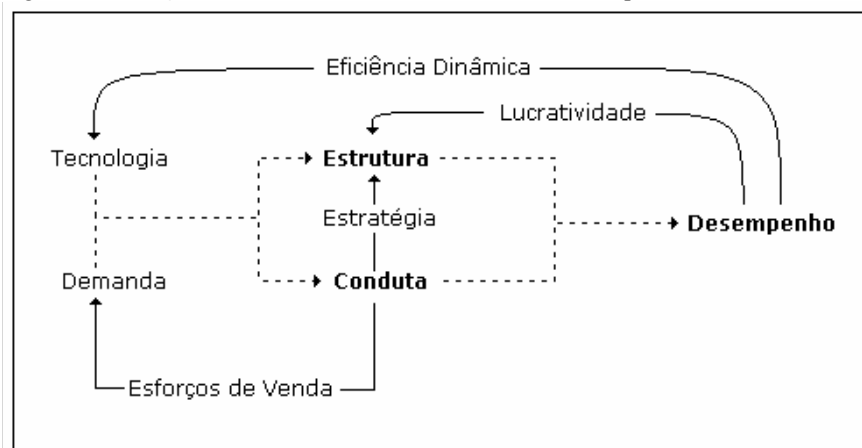 Eficiência Dinâmica
Lucratividade
Tecnologia
Estrutura
Estratégia
Desempenho
Demanda
Conduta
Esforços de Venda